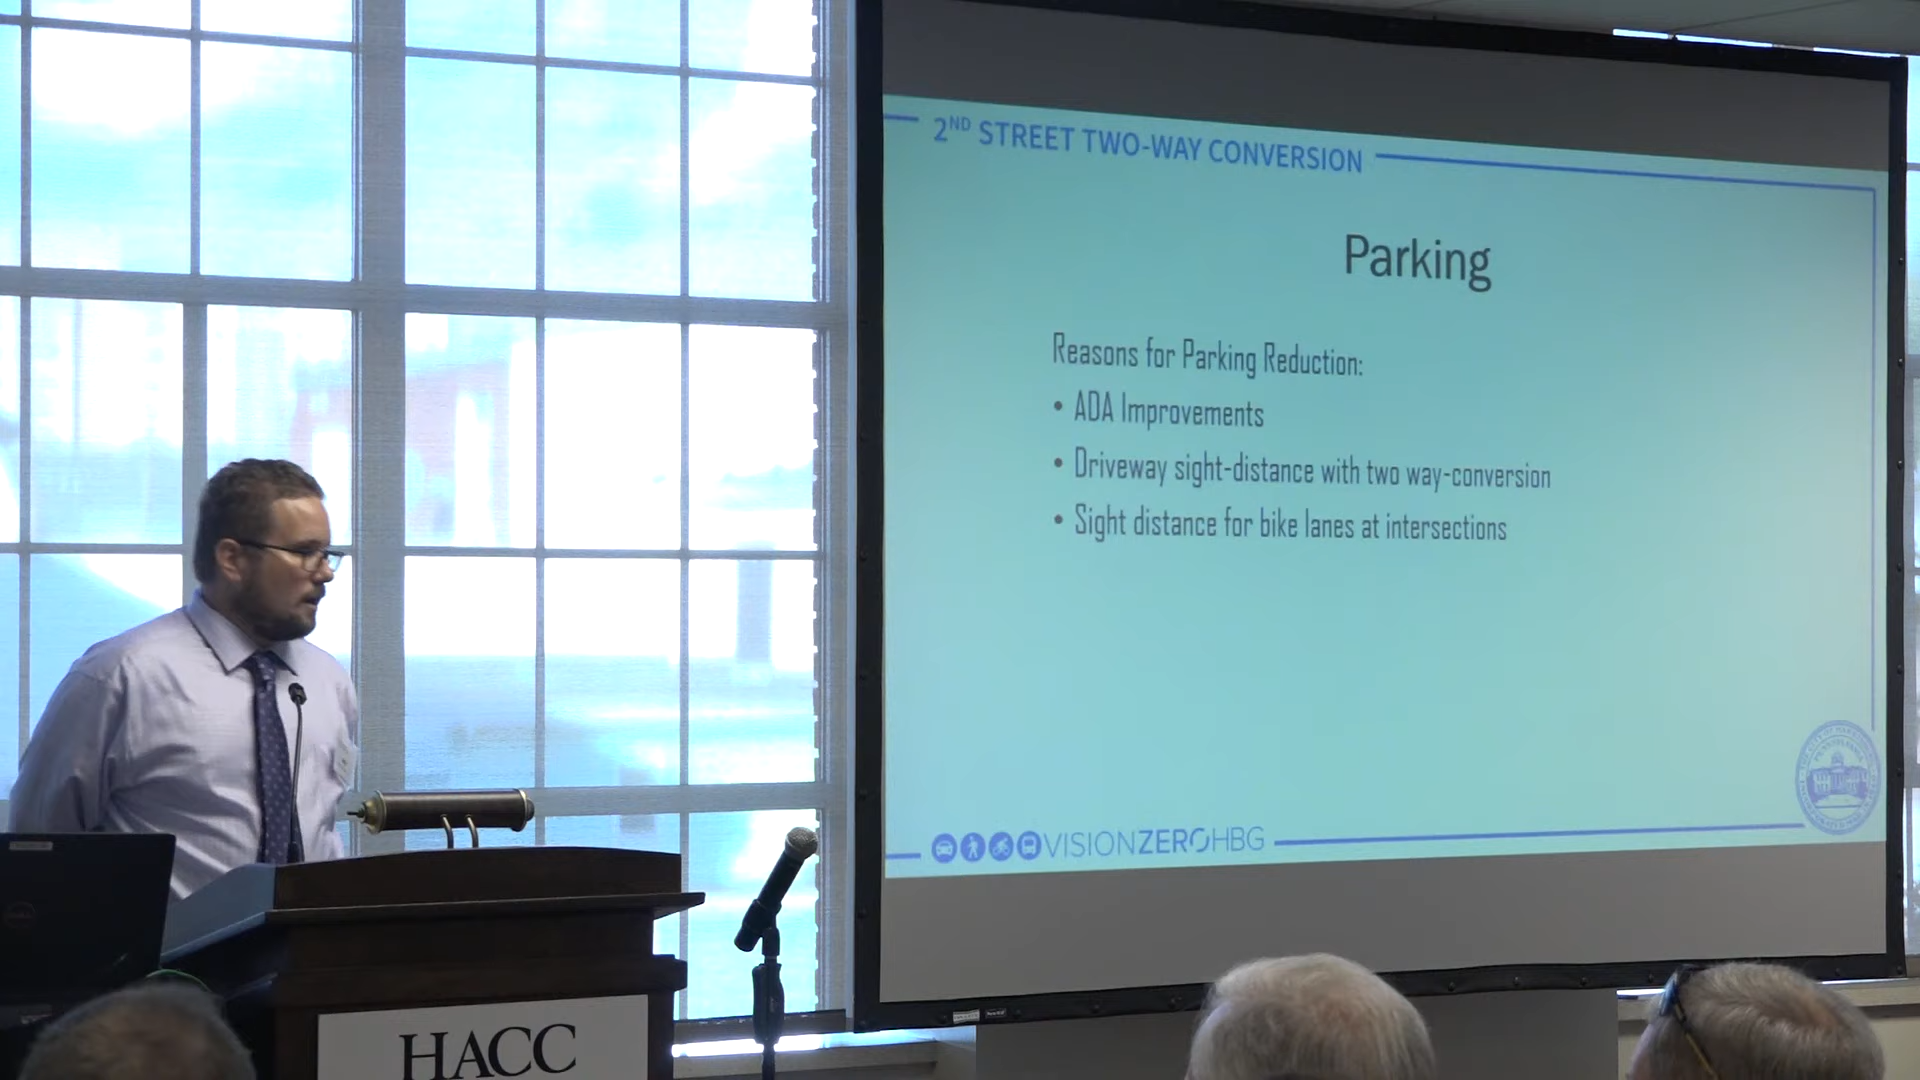 2ND STREET TWO-WAY CONVERSION
Parking
Reasons for Parking Reduction:
• ADA Improvements
• Driveway sight-distance with two way-conversion
• Sight distance for bike lanes at intersections
VISIONZEROHBG
HACC